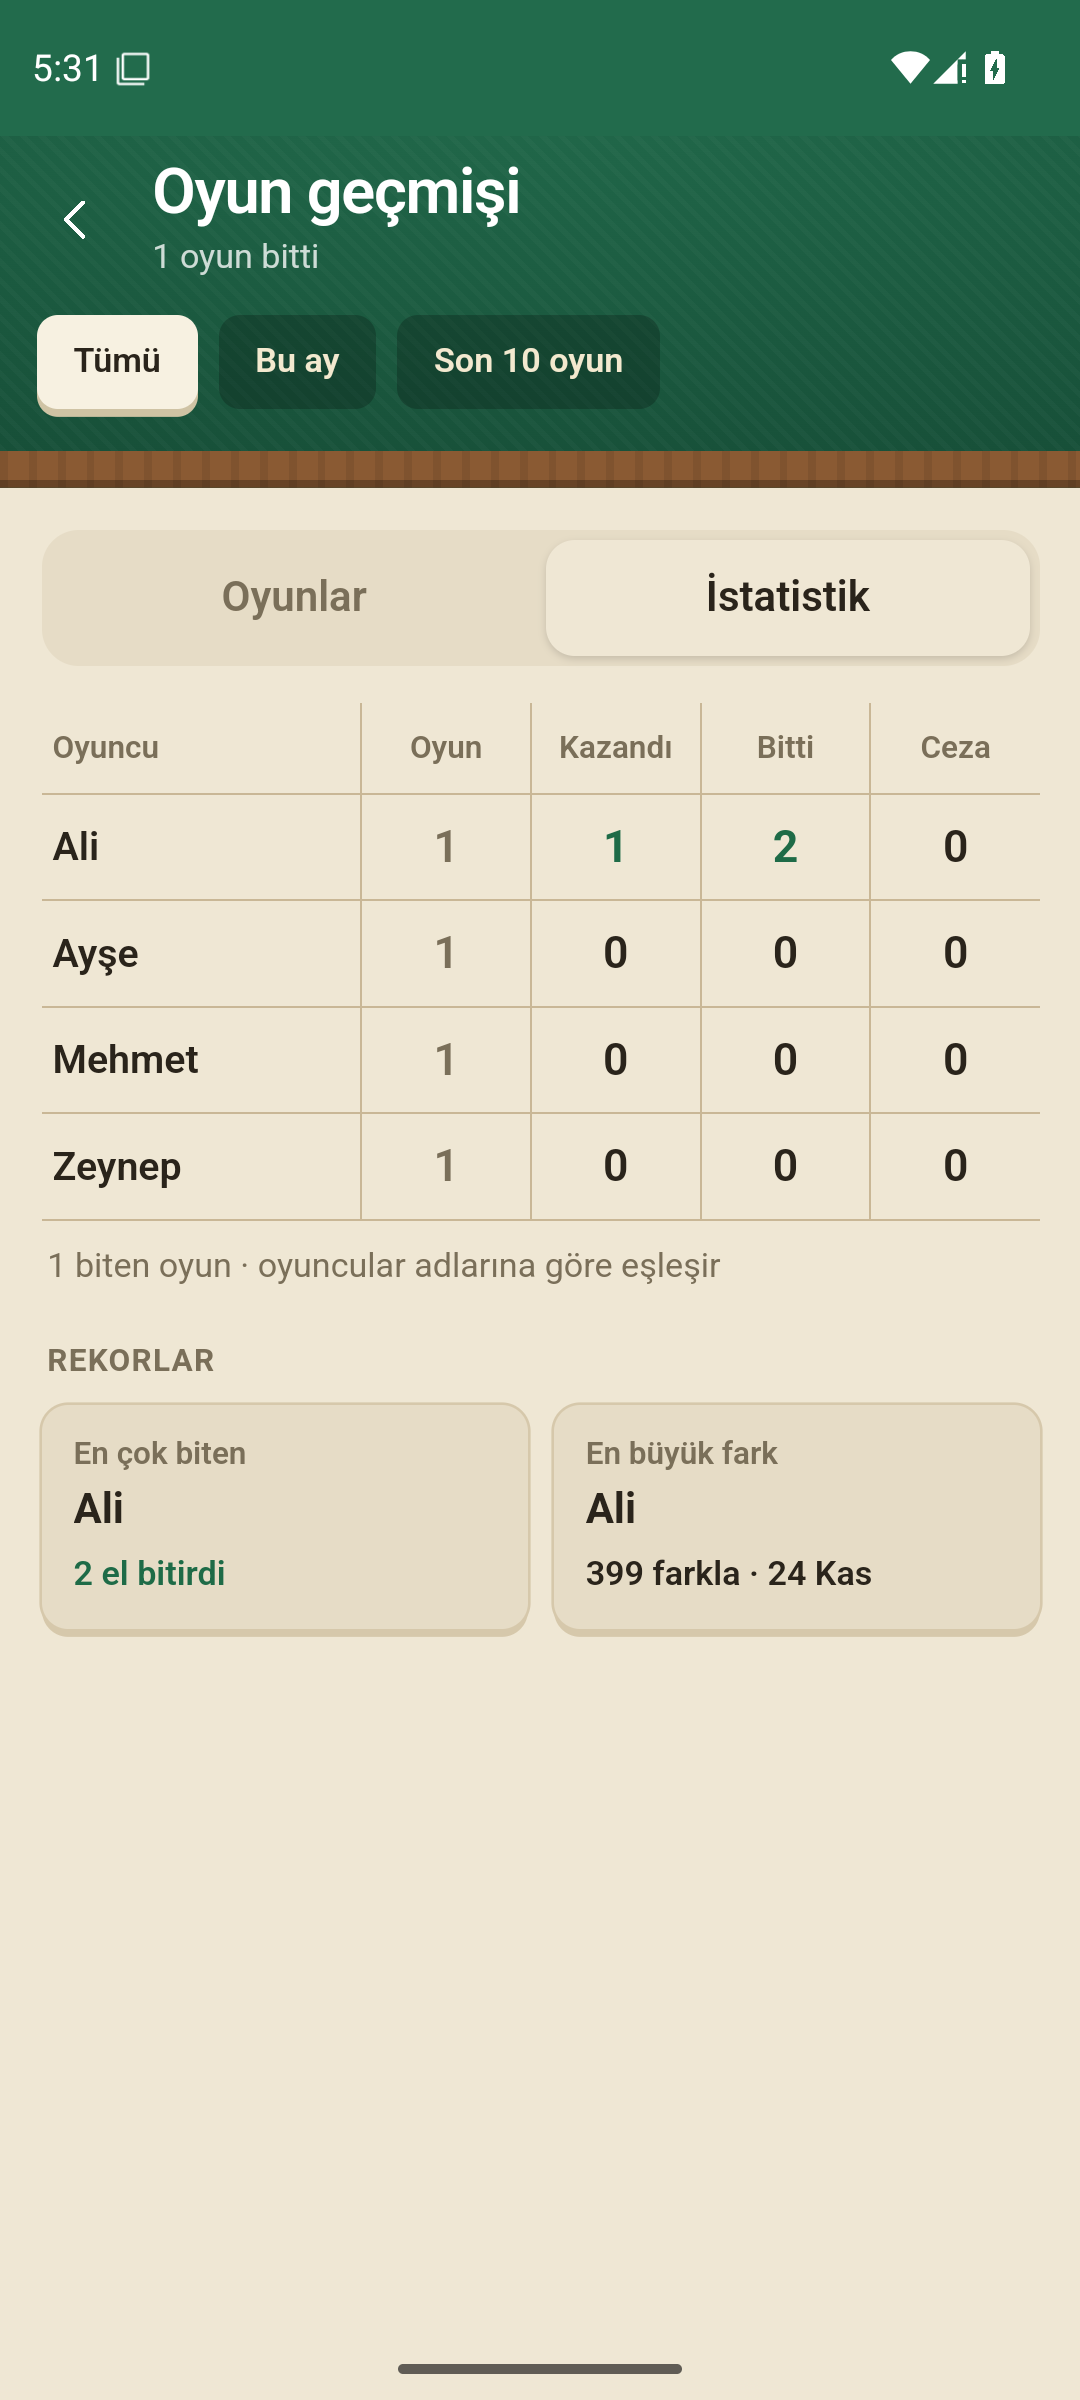 5:31
Oyun geçmişi
1 oyun bitti
Tümü Bu ay Son 10 oyun
Oyunlar İstatistik
Oyuncu Oyun Kazandı Bitti Ceza
Ali 1 1 2 0
Ayşe 1 0 0 0
Mehmet 1 0 0 0
Zeynep 1 0 0 0
1 biten oyun · oyuncular adlarına göre eşleşir
REKORLAR
En çok biten
Ali
2 el bitirdi
En büyük fark
Ali
399 farkla · 24 Kas